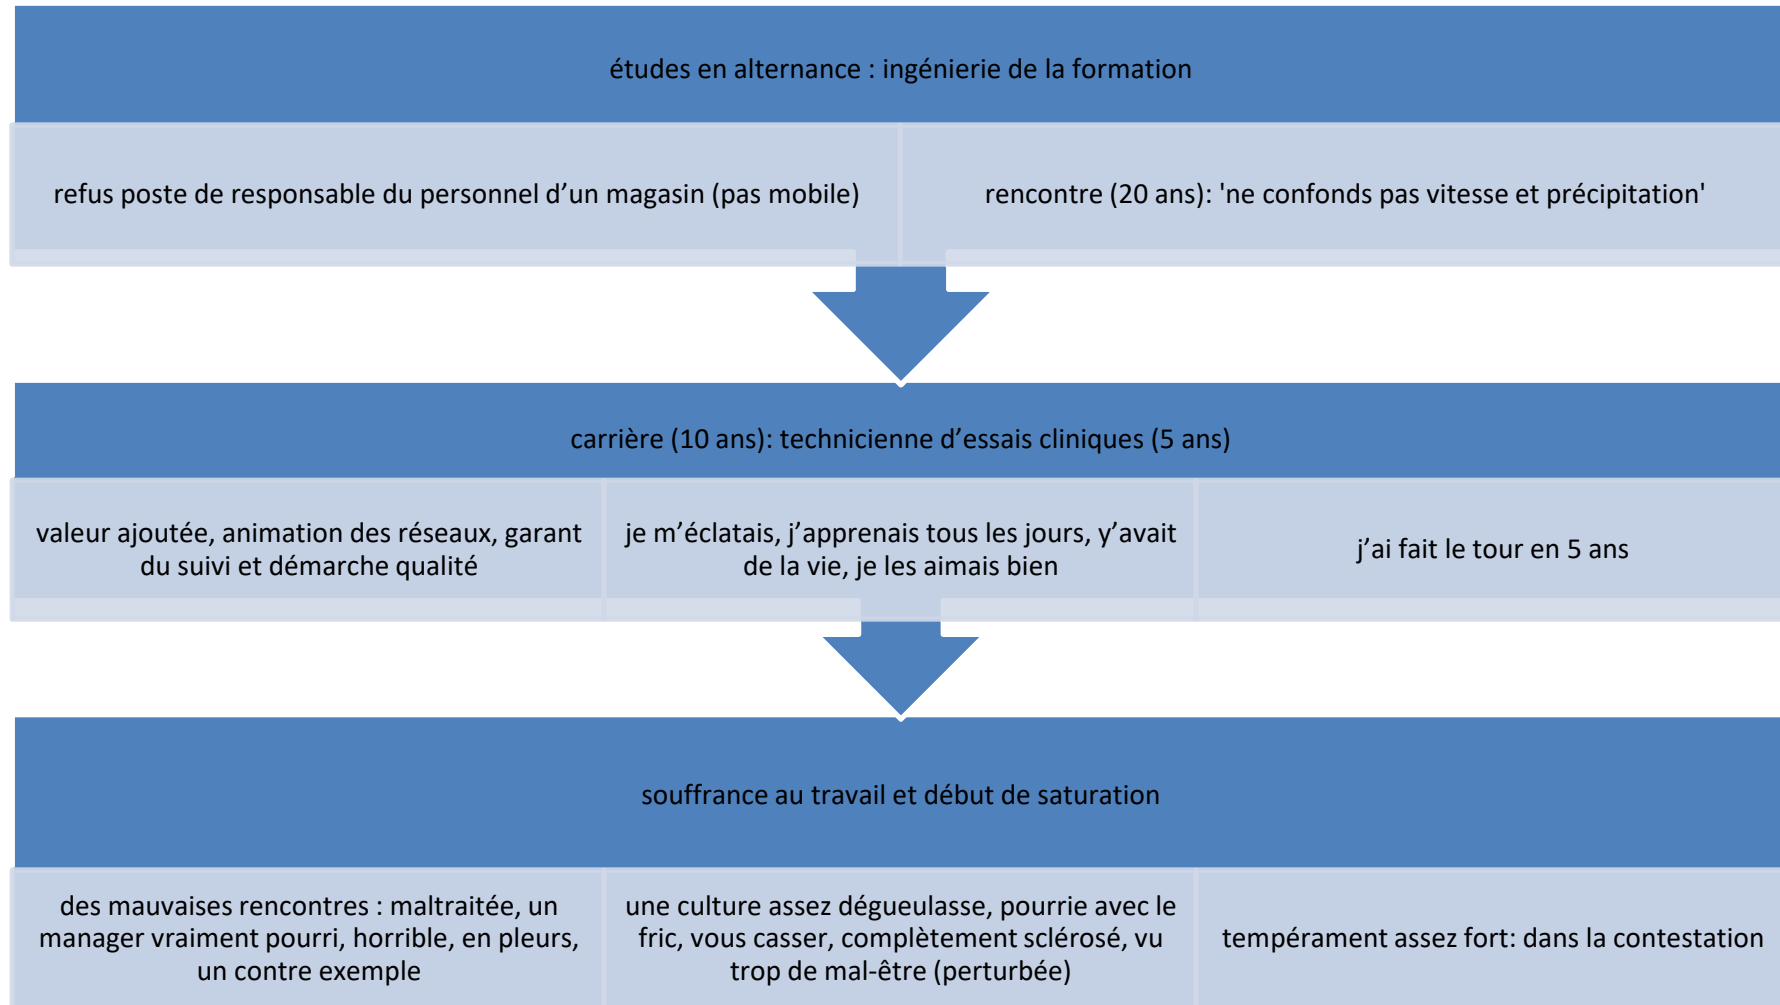 études en alternance : ingénierie de la formation
refus poste de responsable du personnel d’un magasin (pas mobile)
rencontre (20 ans): 'ne confonds pas vitesse et précipitation'
carrière (10 ans): technicienne d’essais cliniques (5 ans)
valeur ajoutée, animation des réseaux, garant
du suivi et démarche qualité
je m’éclatais, j’apprenais tous les jours, y’avait
de la vie, je les aimais bien
j’ai fait le tour en 5 ans
souffrance au travail et début de saturation
des mauvaises rencontres : maltraitée, un
manager vraiment pourri, horrible, en pleurs,
un contre exemple
une culture assez dégueulasse, pourrie avec le
fric, vous casser, complètement sclérosé, vu
trop de mal-être (perturbée)
tempérament assez fort: dans la contestation